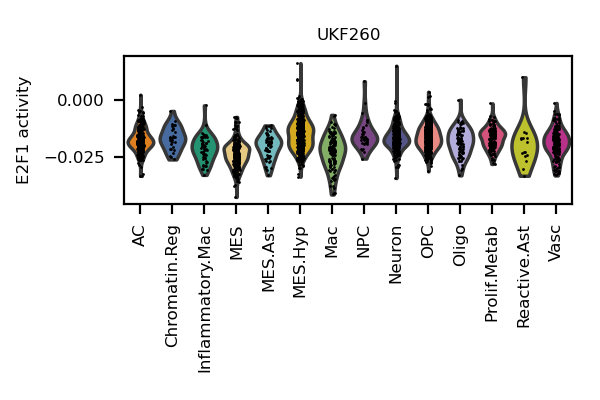 UKF260
E2F1 activity
0.000
−0.025
AC
Chromatin.Reg
Inflammatory.Mac
MES
MES.Ast
MES.Hyp
Mac
NPC
Neuron
OPC
Oligo
Prolif.Metab
Reactive.Ast
Vasc